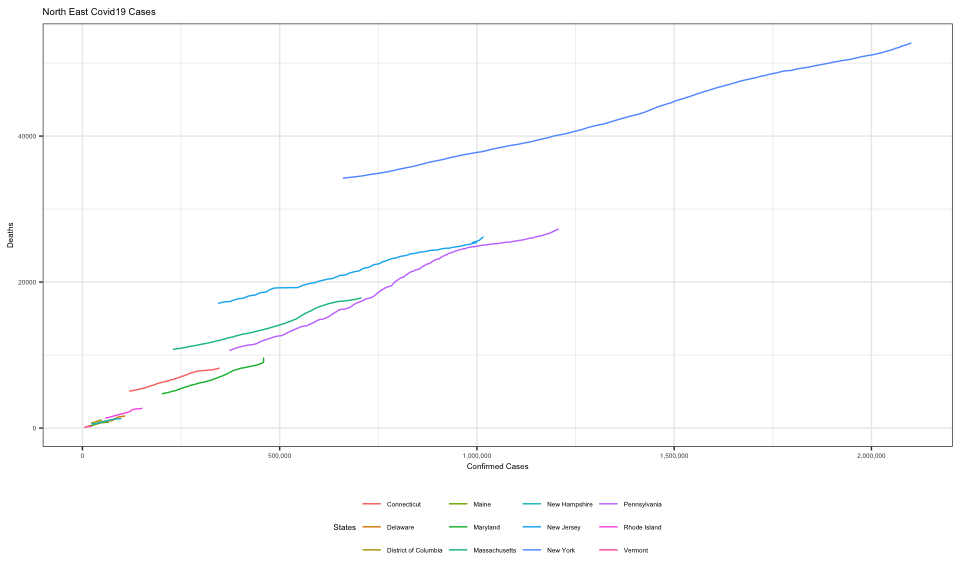 North East Covid19 Cases
Deaths
40000
20000
0
0 500,000 1,000,000 1,500,000 2,000,000
Confirmed Cases
States
Connecticut Maine New Hampshire Pennsylvania
Delaware Maryland New Jersey Rhode Island
District of Columbia Massachusetts New York Vermont